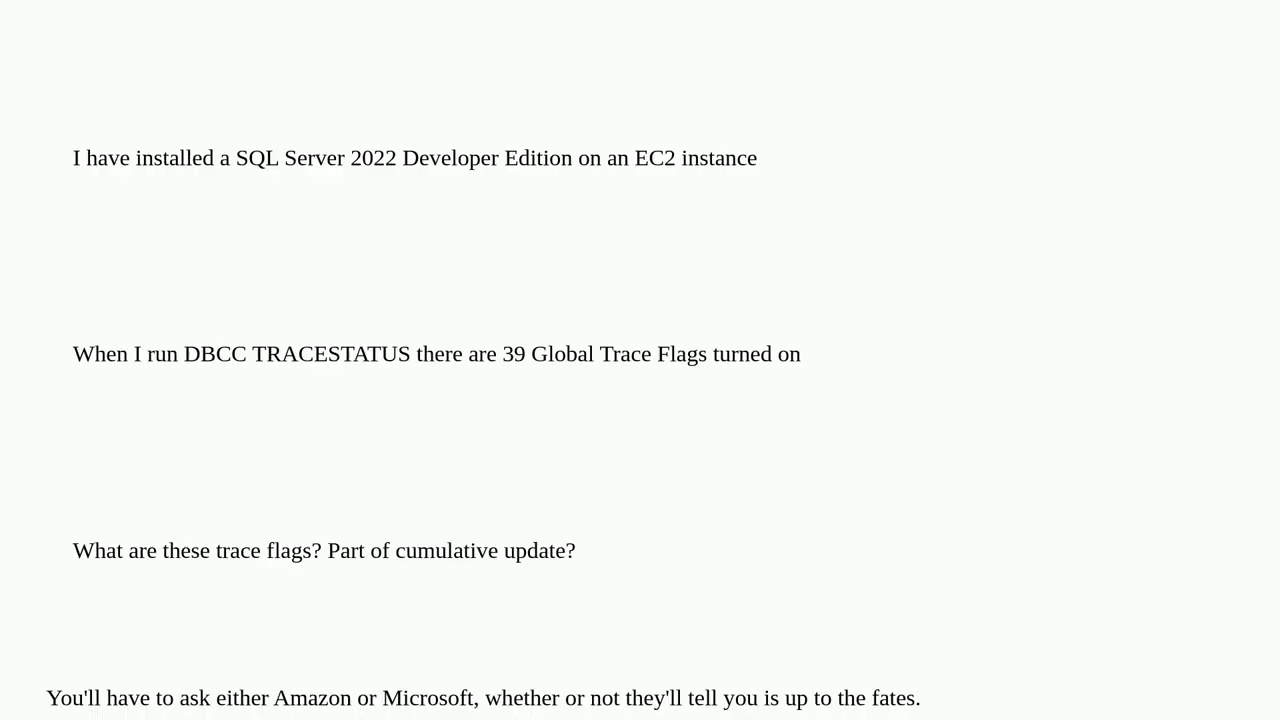 I have installed a SQL Server 2022 Developer Edition on an EC2 instance
When I run DBCC TRACESTATUS there are 39 Global Trace Flags turned on
What are these trace flags? Part of cumulative update?
You'll have to ask either Amazon or Microsoft, whether or not they'll tell you is up to the fates.